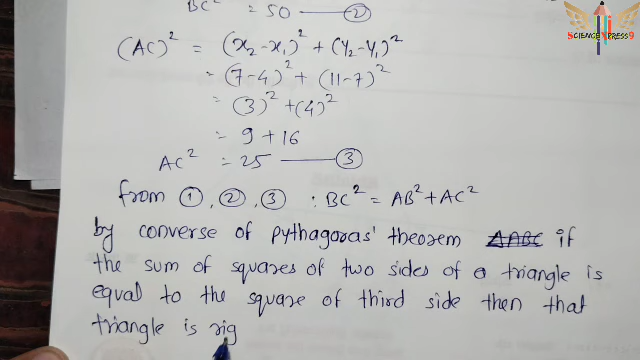 BC² = 50 —— ②
(AC)² = (x₂-x₁)² + (y₂-y₁)²
= (7-4)² + (11-7)²
= (3)² + (4)²
= 9 + 16
AC² = 25 —— ③
from ①, ②, ③ : BC² = AB² + AC²
by converse of pythagoras' theorem ΔABC if
the sum of squares of two sides of a triangle is
equal to the square of third side then that
triangle is rig
SCIENCEXPRESS9